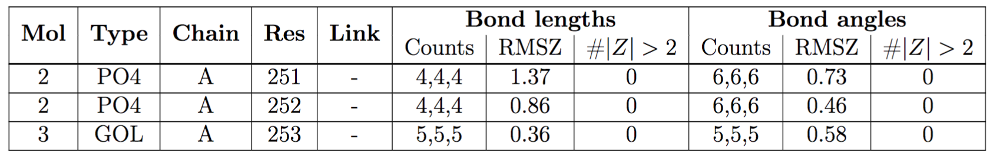 Mol Type Chain Res Link Bond lengths Bond angles
Counts RMSZ #|Z| > 2 Counts RMSZ #|Z| > 2
2 PO4 A 251 - 4,4,4 1.37 0 6,6,6 0.73 0
2 PO4 A 252 - 4,4,4 0.86 0 6,6,6 0.46 0
3 GOL A 253 - 5,5,5 0.36 0 5,5,5 0.58 0